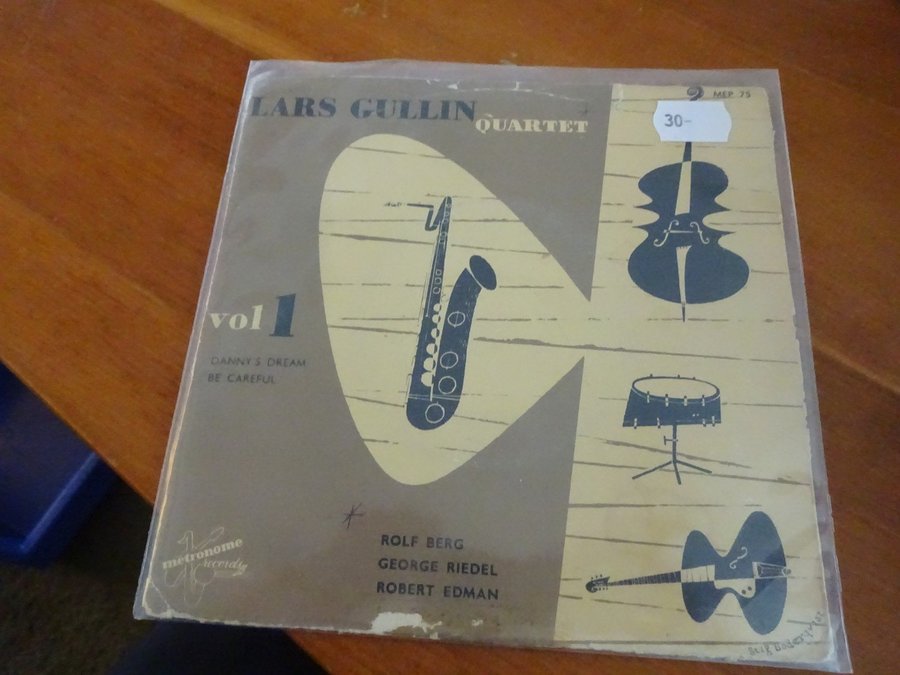 LARS GULLIN
QUARTET
MEP 75
30-
vol 1
DANNY'S DREAM
BE CAREFUL
ROLF BERG
GEORGE RIEDEL
ROBERT EDMAN
metronome
records